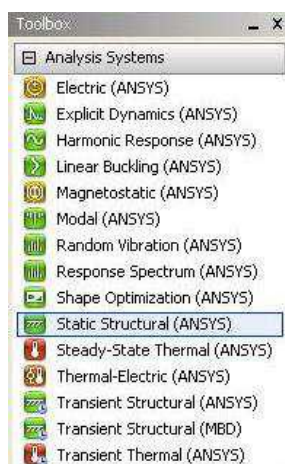 Toolbox
Analysis Systems
Electric (ANSYS)
Explicit Dynamics (ANSYS)
Harmonic Response (ANSYS)
Linear Buckling (ANSYS)
Magnetostatic (ANSYS)
Modal (ANSYS)
Random Vibration (ANSYS)
Response Spectrum (ANSYS)
Shape Optimization (ANSYS)
Static Structural (ANSYS)
Steady-State Thermal (ANSYS)
Thermal-Electric (ANSYS)
Transient Structural (ANSYS)
Transient Structural (MBD)
Transient Thermal (ANSYS)